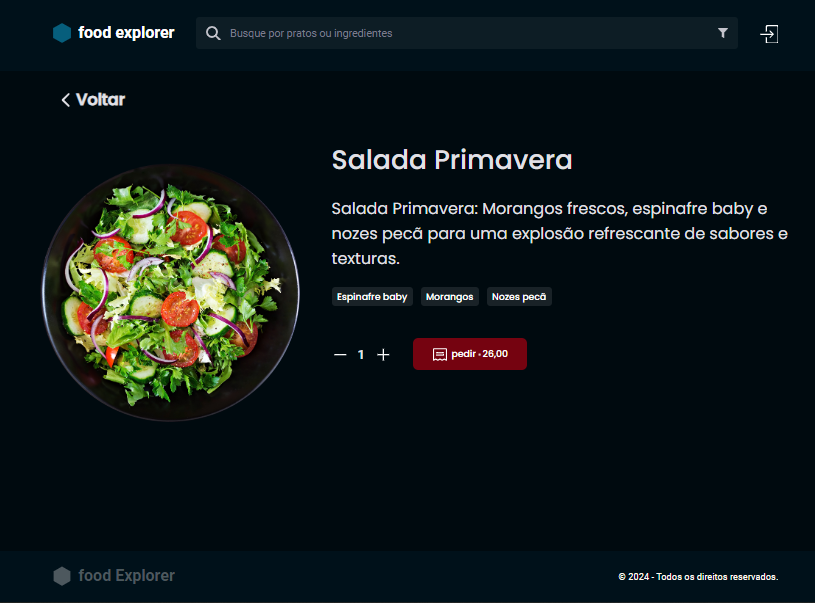 food explorer
Busque por pratos ou ingredientes
Voltar
Salada Primavera
Salada Primavera: Morangos frescos, espinafre baby e
nozes pecã para uma explosão refrescante de sabores e
texturas.
Espinafre baby Morangos Nozes pecã
1 pedir • 26,00
food Explorer
© 2024 - Todos os direitos reservados.